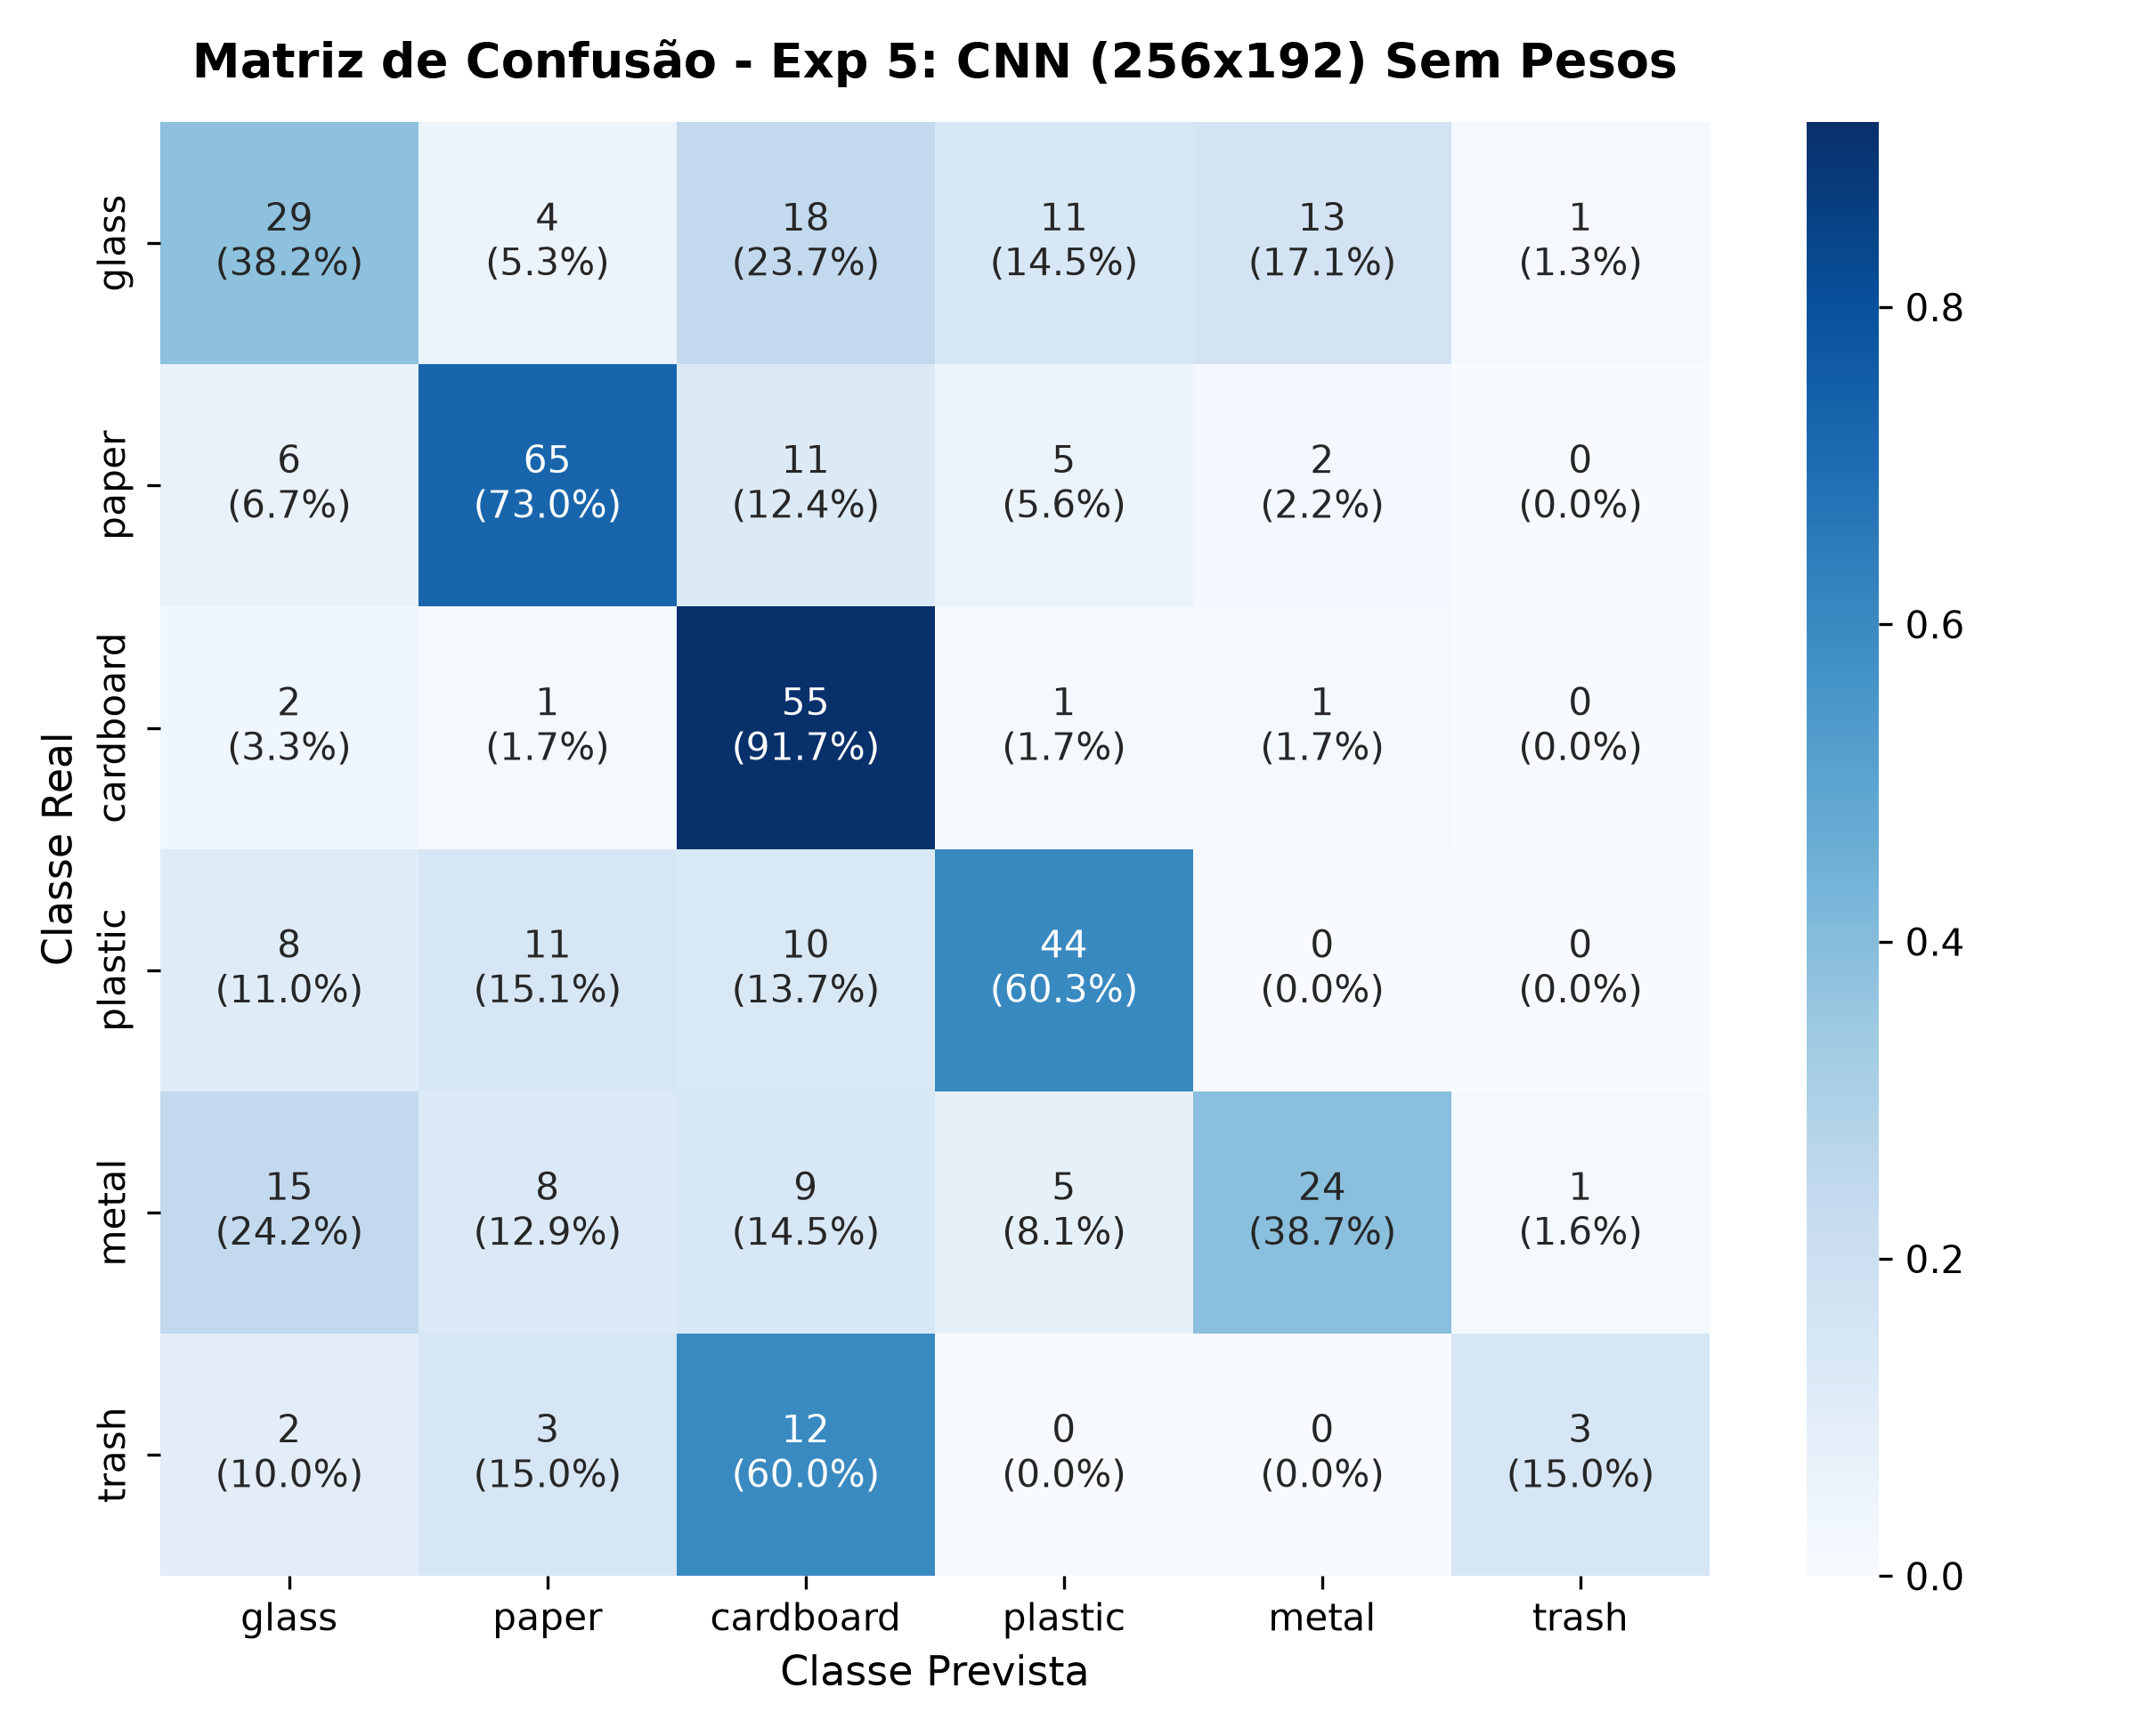 Matriz de Confusão - Exp 5: CNN (256x192) Sem Pesos
Classe Real
glass
29 4 18 11 13 1
(38.2%) (5.3%) (23.7%) (14.5%) (17.1%) (1.3%)
paper
6 65 11 5 2 0
(6.7%) (73.0%) (12.4%) (5.6%) (2.2%) (0.0%)
cardboard
2 1 55 1 1 0
(3.3%) (1.7%) (91.7%) (1.7%) (1.7%) (0.0%)
plastic
8 11 10 44 0 0
(11.0%) (15.1%) (13.7%) (60.3%) (0.0%) (0.0%)
metal
15 8 9 5 24 1
(24.2%) (12.9%) (14.5%) (8.1%) (38.7%) (1.6%)
trash
2 3 12 0 0 3
(10.0%) (15.0%) (60.0%) (0.0%) (0.0%) (15.0%)
glass paper cardboard plastic metal trash
Classe Prevista
0.8
0.6
0.4
0.2
0.0